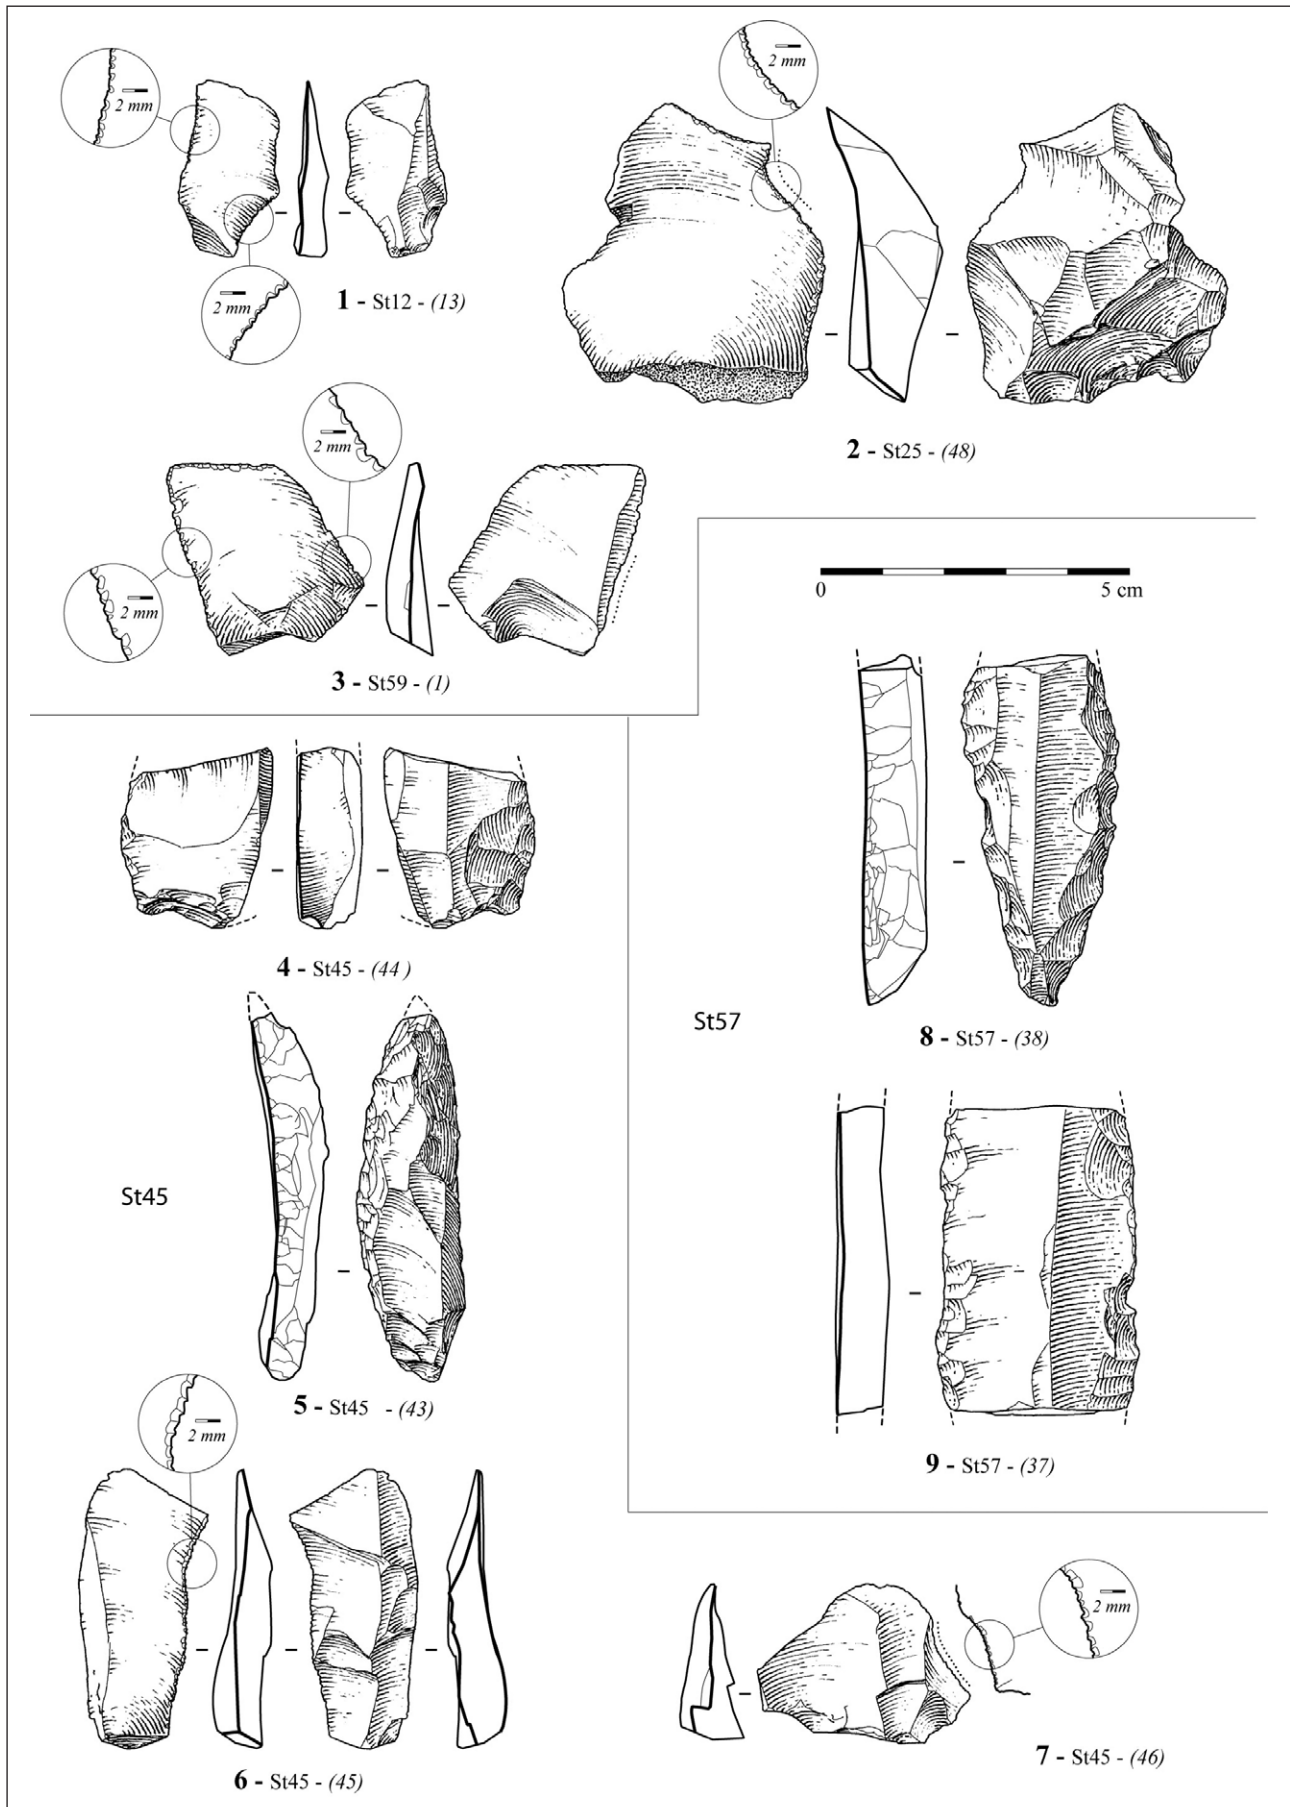 2 mm
2 mm
1 - St12 - (13)
2 mm
2 mm
2 - St25 - (48)
2 mm
2 mm
3 - St59 - (1)
0 5 cm
4 - St45 - (44 )
St57
8 - St57 - (38)
St45
5 - St45 - (43)
9 - St57 - (37)
2 mm
6 - St45 - (45)
2 mm
7 - St45 - (46)